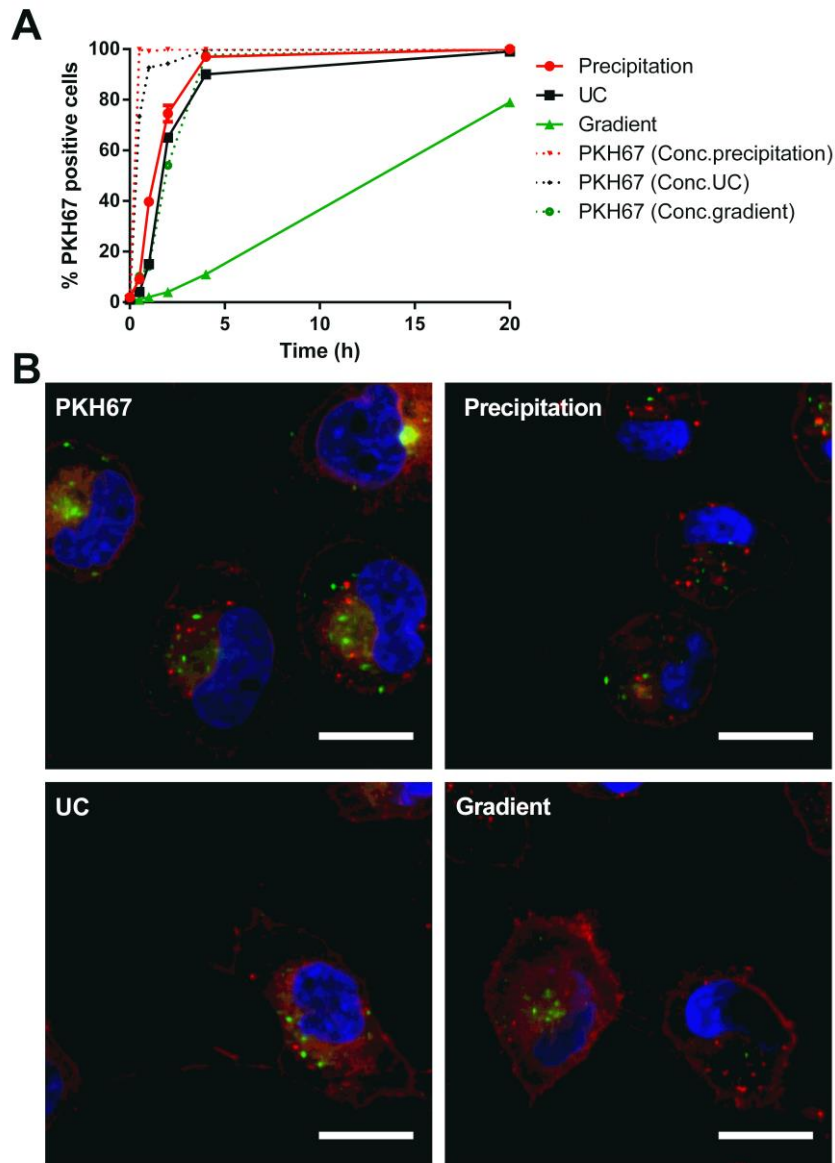 A
% PKH67 positive cells
100
80
60
40
20
0
0
5
10
15
20
Time (h)
Precipitation
UC
Gradient
PKH67 (Conc.precipitation)
PKH67 (Conc.UC)
PKH67 (Conc.gradient)
B
PKH67
Precipitation
UC
Gradient